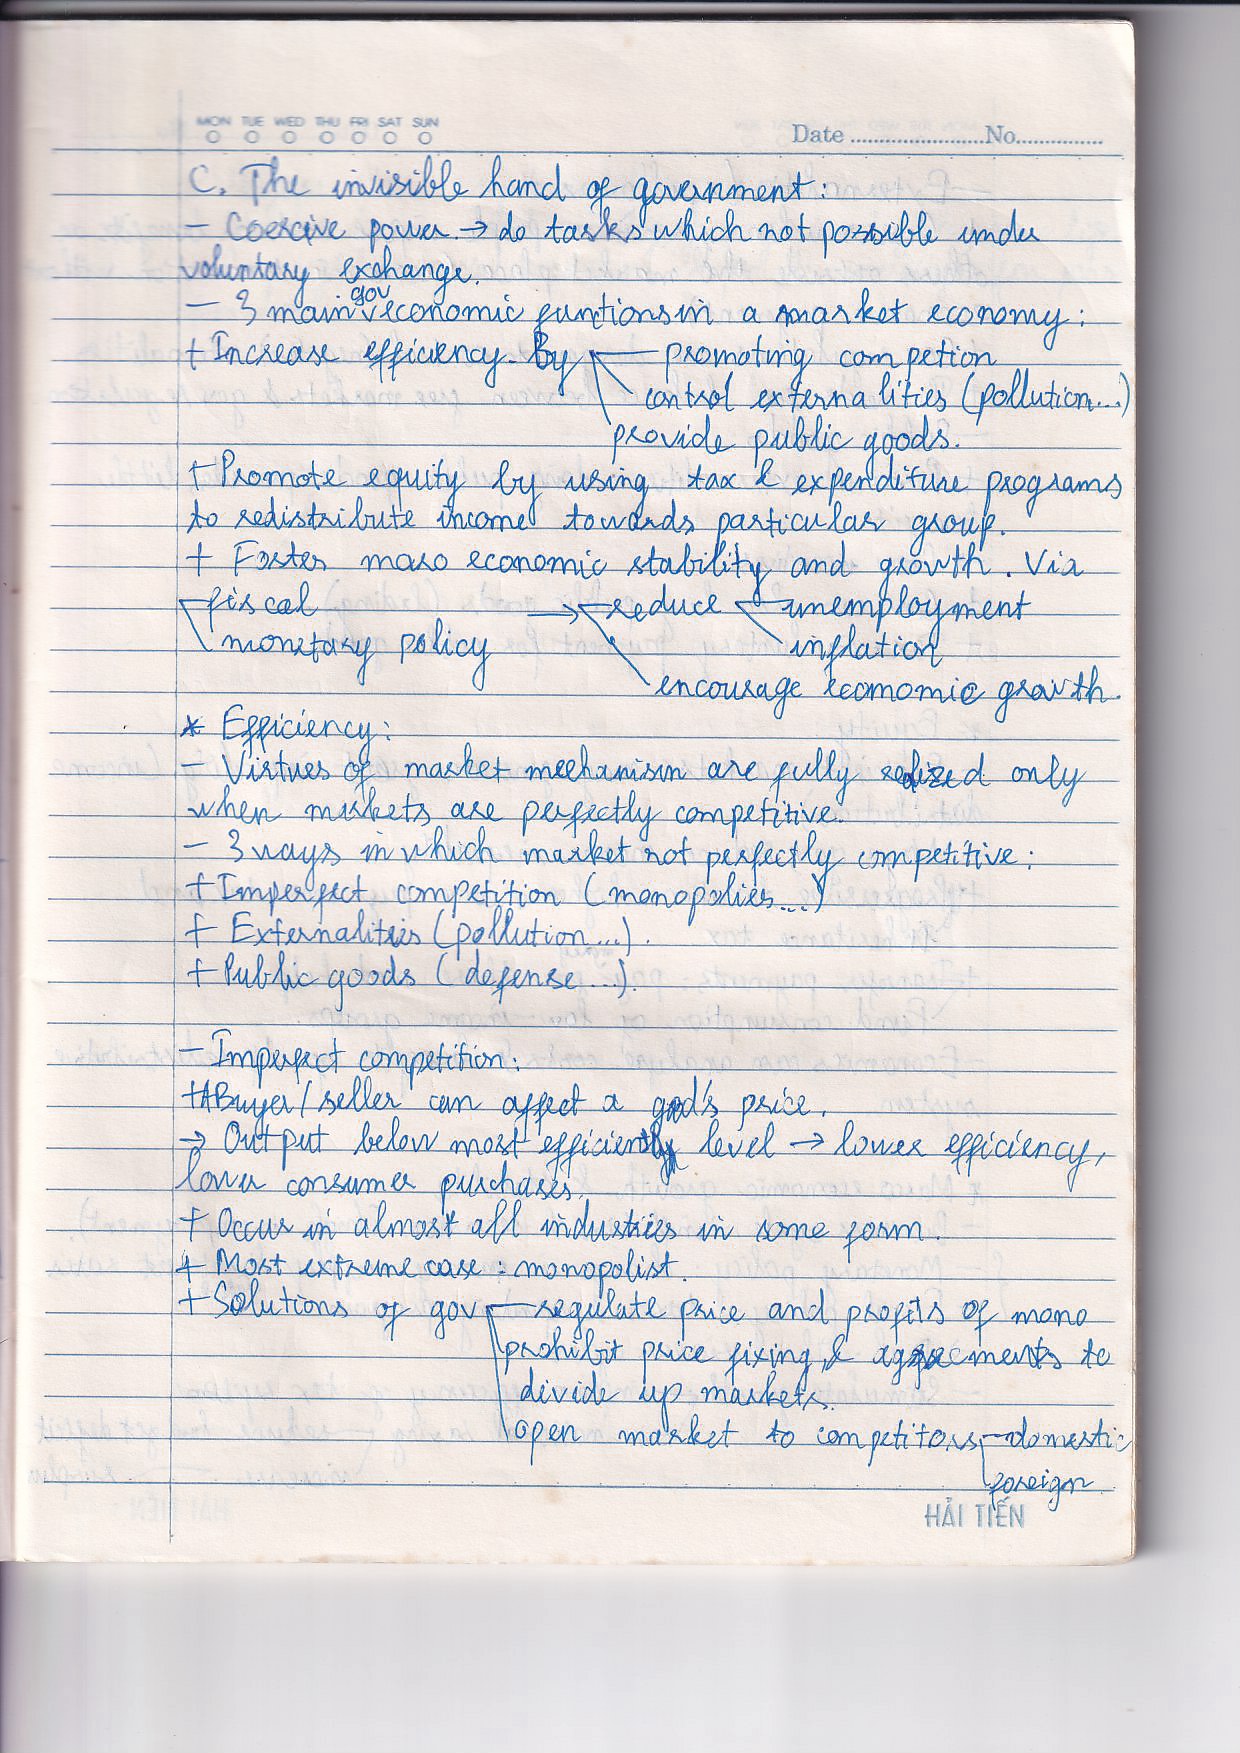 MON TUE WED THU FRI SAT SUN
Date ........................No................
C. The invisible hand of government:
- Coercive power → do tasks which not possible under
voluntary exchange.
- 3 main gov economic functions in a market economy:
+ Increase efficiency. By promoting competion
control externalities (pollution...)
provide public goods.
+ Promote equity by using tax & expenditure programs
to redistribute income towards particular group.
+ Foster maro economic stability and growth. Via
fiscal → reduce unemployment
monetary policy inflation
encourage economic growth.
* Efficiency:
- Virtues of market mechanism are fully realized only
when markets are perfectly competitive.
- 3 ways in which market not perfectly competitive:
+ Imperfect competition (monopolies...)
+ Externalities (pollution...).
+ Public goods (defense...).
- Imperfect competition:
+ A Buyer/seller can affect a good's price.
→ Output below most efficient level → lower efficiency,
lower consumer purchases.
+ Occur in almost all industries in some form.
+ Most extreme case: monopolist.
+ Solutions of gov regulate price and profits of mono
prohibit price fixing, & agreements to
divide up markets.
open market to competitors domestic
foreign
HẢI TIẾN